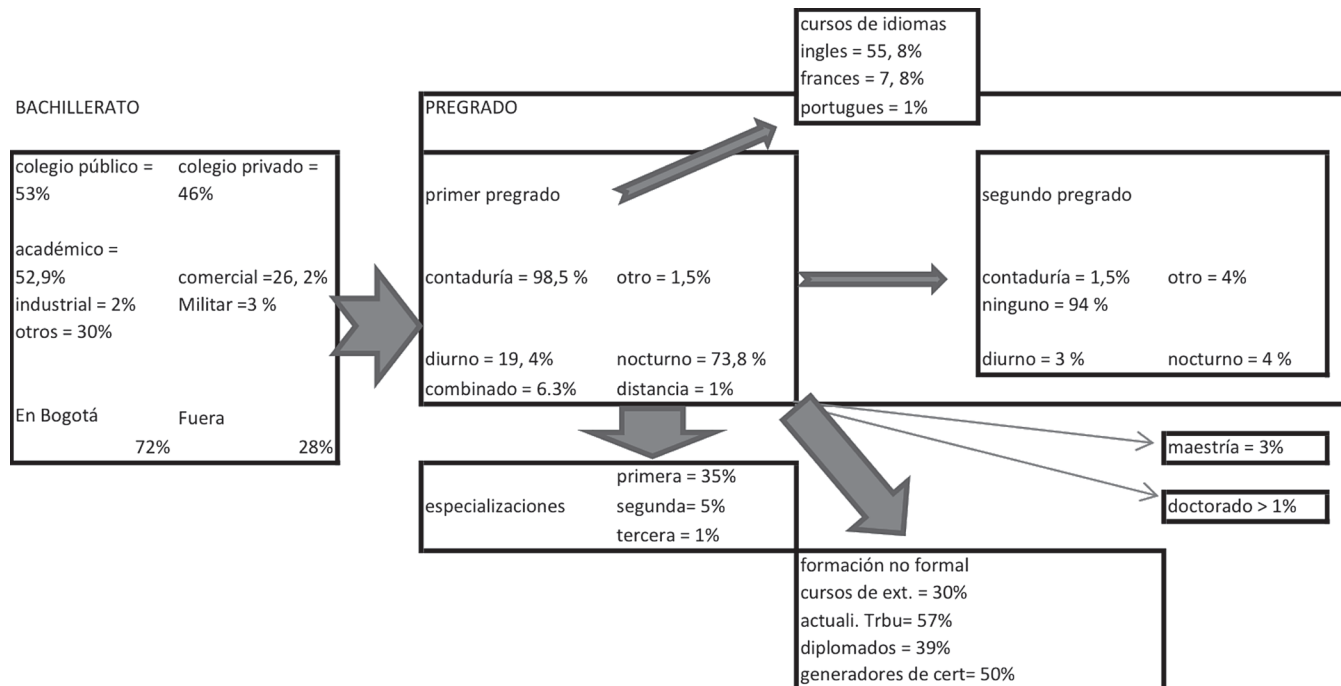 cursos de idiomas
ingles = 55, 8%
frances = 7, 8%
portugues = 1%
BACHILLERATO
PREGRADO
colegio público =
53%
colegio privado =
46%
académico =
52,9%
comercial =26, 2%
industrial = 2%
Militar =3 %
otros = 30%
En Bogotá
Fuera
72%
28%
primer pregrado
contaduría = 98,5 %
otro = 1,5%
diurno = 19, 4%
nocturno = 73,8 %
combinado = 6.3%
distancia = 1%
segundo pregrado
contaduría = 1,5%
otro = 4%
ninguno = 94 %
diurno = 3 %
nocturno = 4 %
maestría = 3%
doctorado > 1%
especializaciones
primera = 35%
segunda= 5%
tercera = 1%
formación no formal
cursos de ext. = 30%
actuali. Trbu= 57%
diplomados = 39%
generadores de cert= 50%